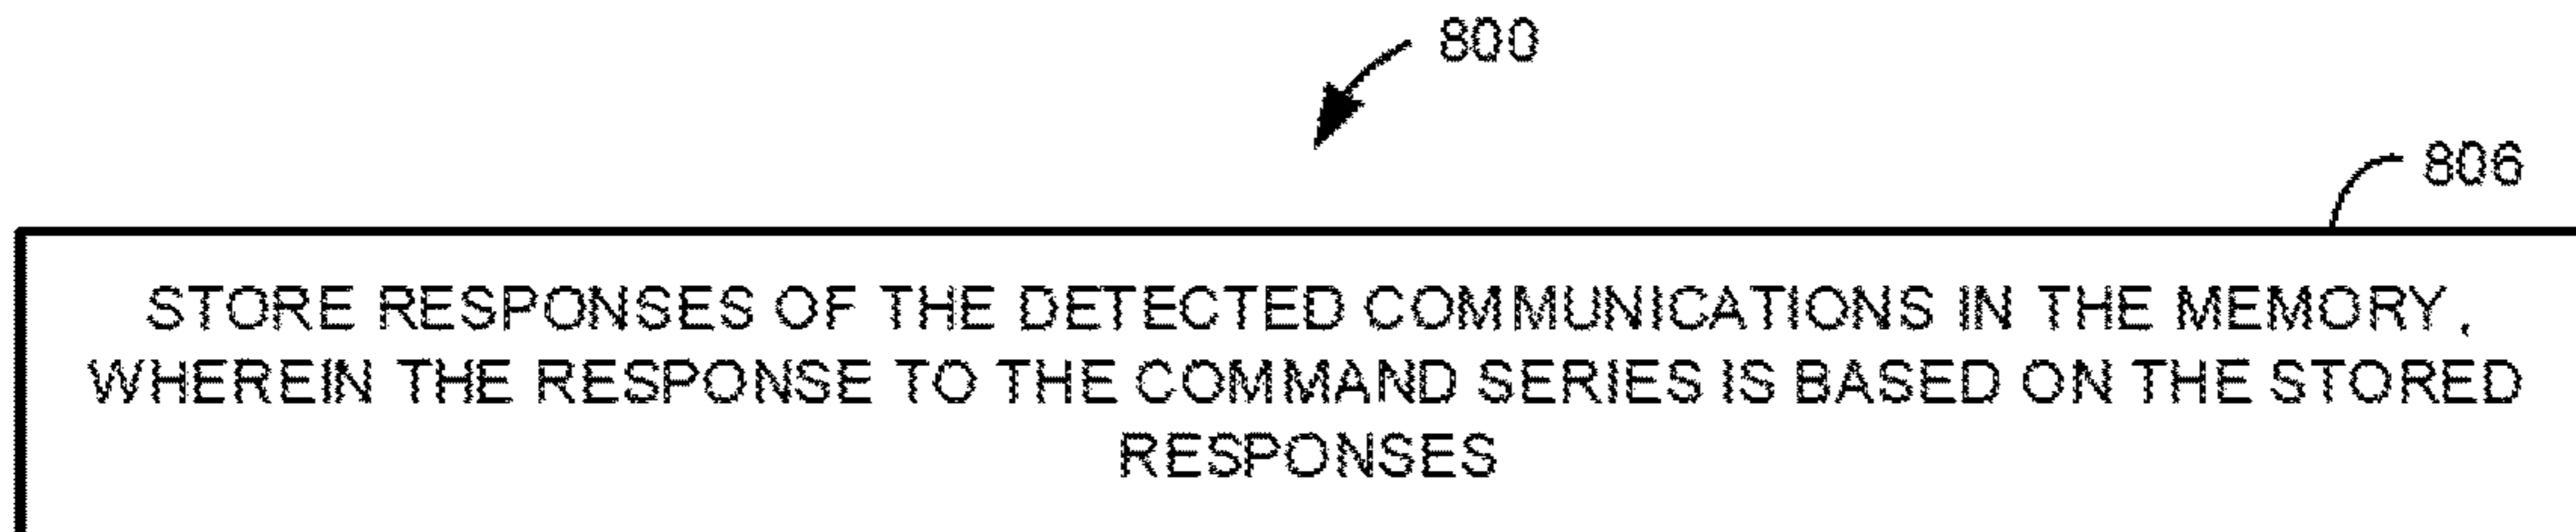 800
806
STORE RESPONSES OF THE DETECTED COMMUNICATIONS IN THE MEMORY,
WHEREIN THE RESPONSE TO THE COMMAND SERIES IS BASED ON THE STORED
RESPONSES